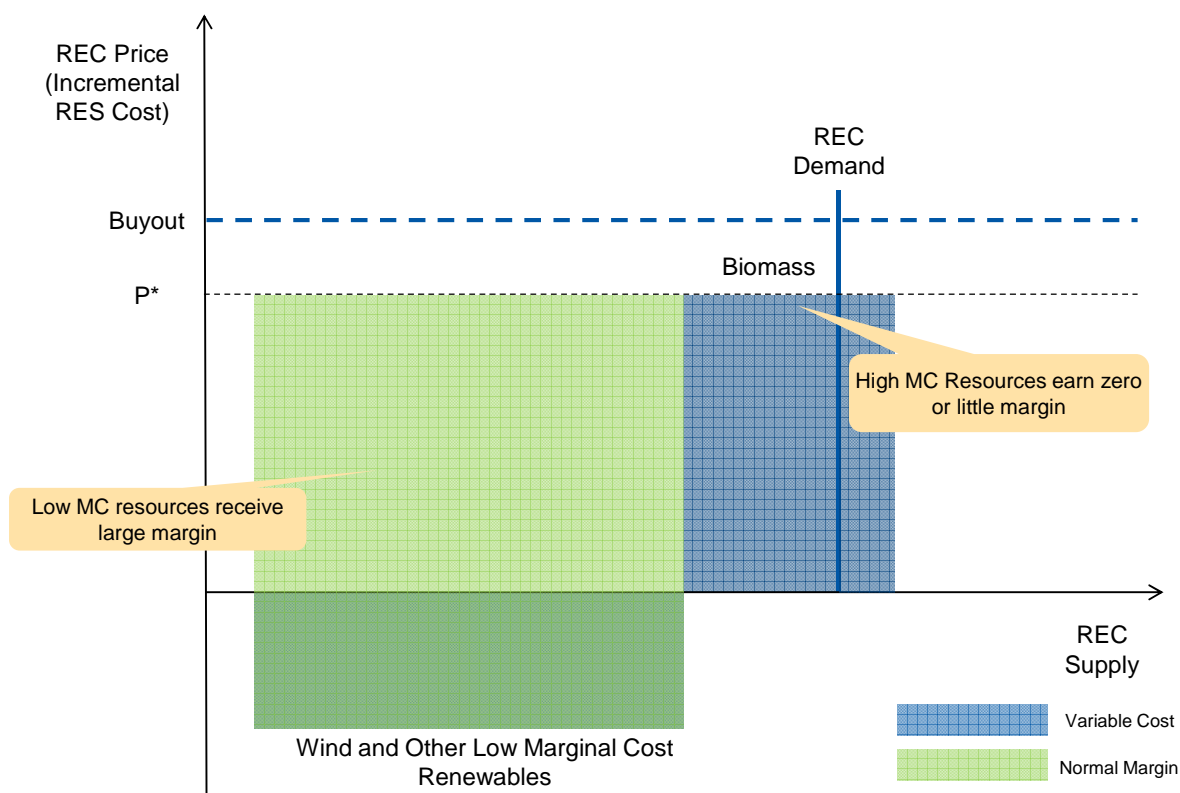 REC Price
(Incremental
RES Cost)
REC
Demand
Buyout
Biomass
P*
High MC Resources earn zero
or little margin
Low MC resources receive
large margin
REC
Supply
Variable Cost
Wind and Other Low Marginal Cost
Renewables
Normal Margin